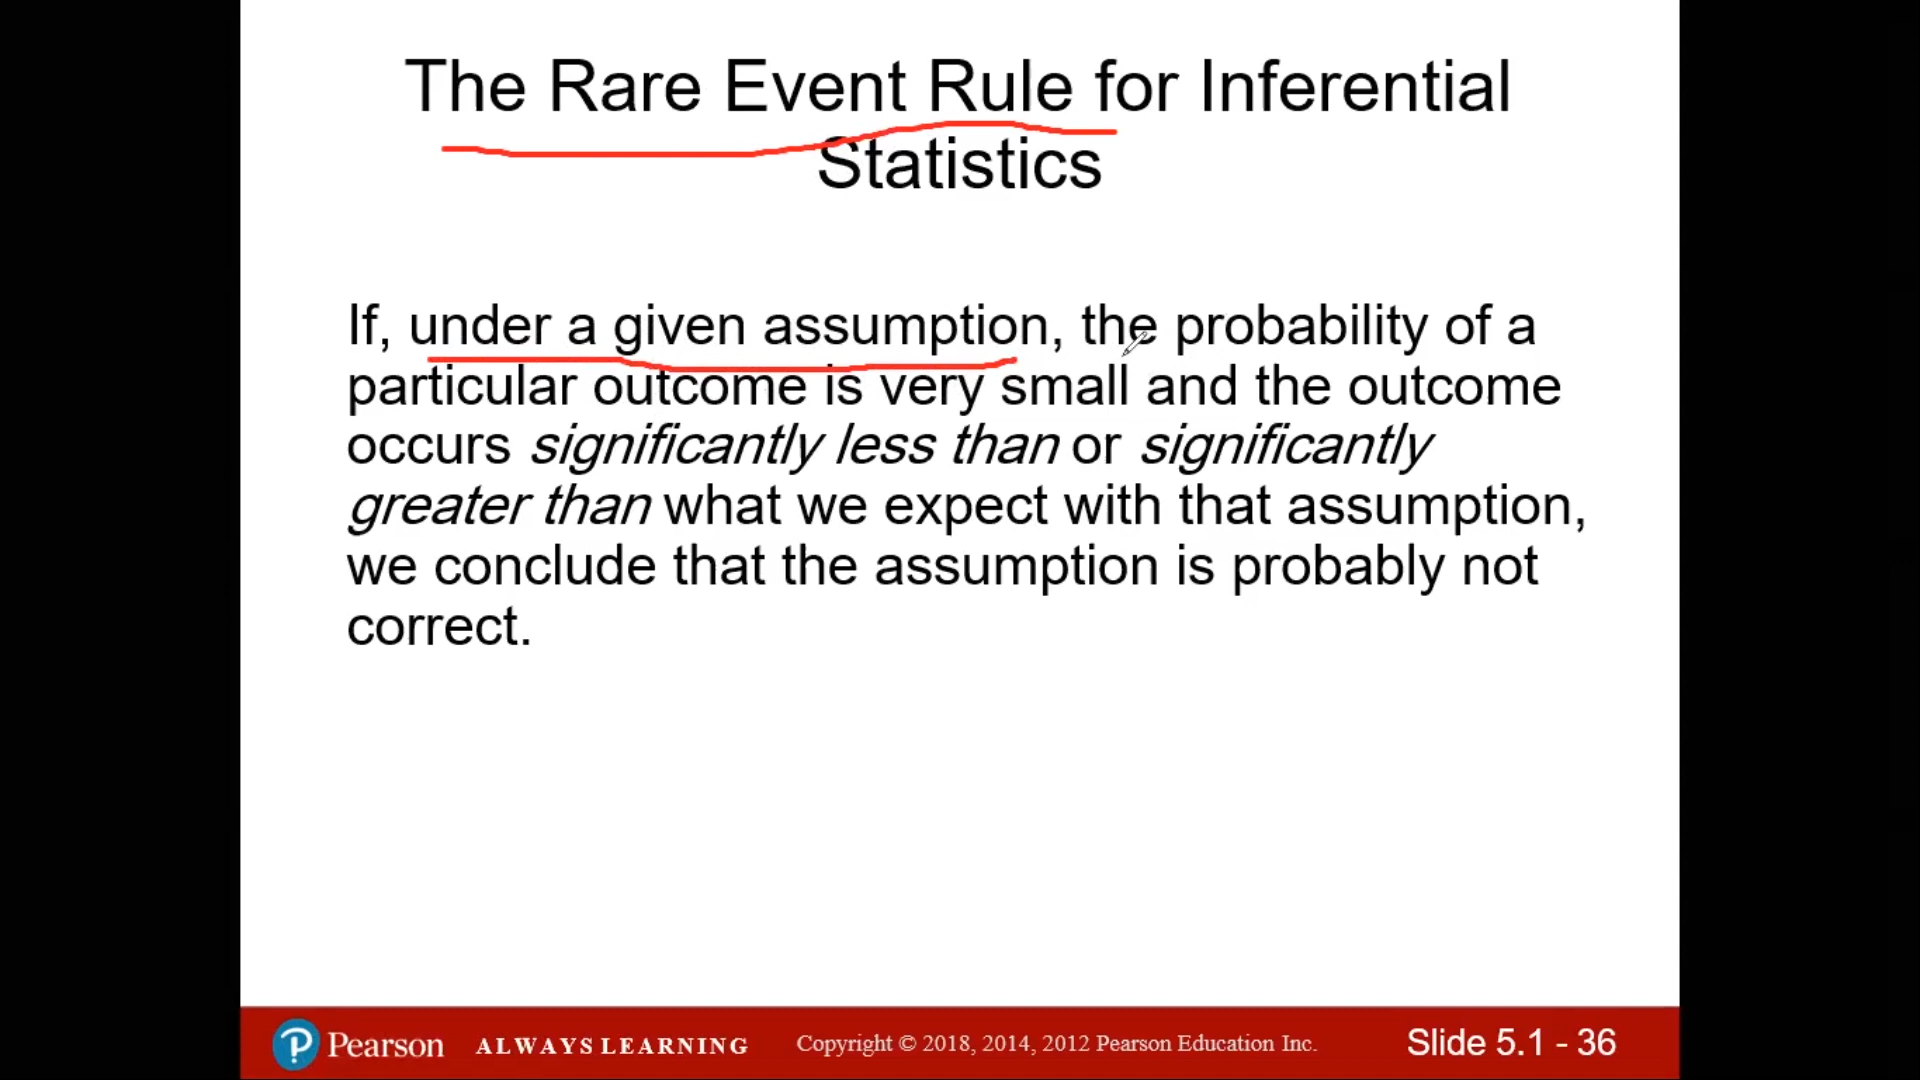 The Rare Event Rule for Inferential
Statistics
If, under a given assumption, the probability of a
particular outcome is very small and the outcome
occurs significantly less than or significantly
greater than what we expect with that assumption,
we conclude that the assumption is probably not
correct.
Pearson ALWAYS LEARNING Copyright © 2018, 2014, 2012 Pearson Education Inc. Slide 5.1 - 36